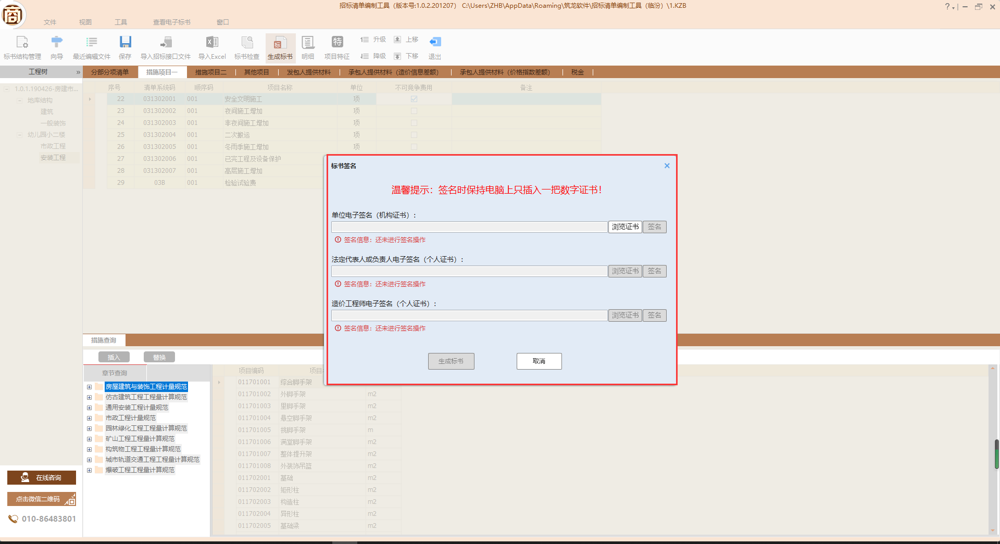 招标清单编制工具（版本号:1.0.2.201207） C:\Users\ZHB\AppData\Roaming\筑龙软件\招标清单编制工具（临汾）\1.KZB
商
文件 视图 工具 查看电子标书 窗口
标书结构管理 向导 最近编辑文件 保存 导入招标接口文件 导入Excel 标书检查 生成标书 明细 项目特征 升级 降级 上移 下移 退出
工程树 »
分部分项清单 措施项目一 措施项目二 其他项目 发包人提供材料 承包人提供材料（造价信息差额） 承包人提供材料（价格指数差额） 税金
1.0.1.190426-房建市...
地库结构
建筑
一般装饰
幼儿园小二楼
市政工程
安装工程
序号 清单系统码 顺序码 项目名称 单位 不可竞争费用 备注
22 031302001 001 安全文明施工 项
23 031302002 001 夜间施工增加 项
24 031302003 001 非夜间施工增加 项
25 031302004 001 二次搬运 项
26 031302005 001 冬雨季施工增加 项
27 031302006 001 已完工程及设备保护
28 031302007 001 高层施工增加
29 03B 001 检验试验费
标书签名
温馨提示：签名时保持电脑上只插入一把数字证书！
单位电子签名（机构证书）：
浏览证书 签名
签名信息：还未进行签名操作
法定代表人或负责人电子签名（个人证书）：
浏览证书 签名
签名信息：还未进行签名操作
造价工程师电子签名（个人证书）：
浏览证书 签名
签名信息：还未进行签名操作
生成标书 取消
措施查询
插入 替换
章节查询
房屋建筑与装饰工程计量规范
仿古建筑工程工程量计算规范
通用安装工程计量规范
市政工程计量规范
园林绿化工程工程量计算规范
矿山工程工程量计算规范
构筑物工程工程量计算规范
城市轨道交通工程工程量计算规范
爆破工程工程量计算规范
项目编码 项目
011701001 综合脚手架
011701002 外脚手架 m2
011701003 里脚手架 m2
011701004 悬空脚手架 m2
011701005 挑脚手架 m
011701006 满堂脚手架 m2
011701007 整体提升架 m2
011701008 外装饰吊篮 m2
011702001 基础 m2
011702002 矩形柱 m2
011702003 构造柱 m2
011702004 异形柱 m2
011702005 基础梁 m2
在线咨询
点击微信二维码
010-86483801